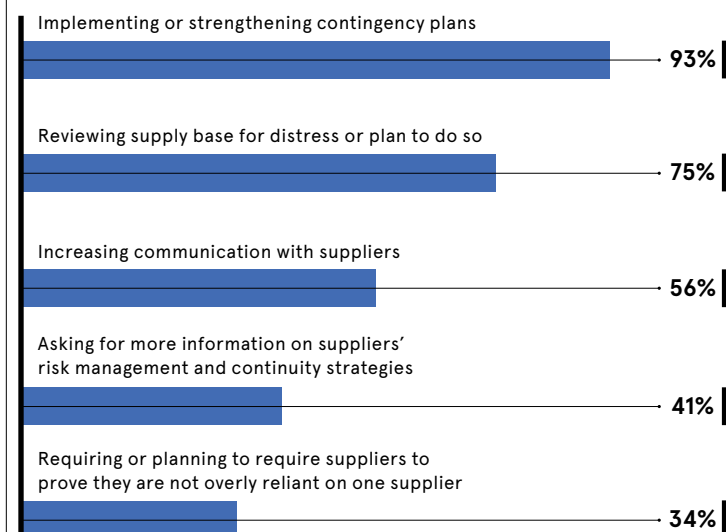 Implementing or strengthening contingency plans
93%
Reviewing supply base for distress or plan to do so
75%
Increasing communication with suppliers
56%
Asking for more information on suppliers’
risk management and continuity strategies
41%
Requiring or planning to require suppliers to
prove they are not overly reliant on one supplier
34%